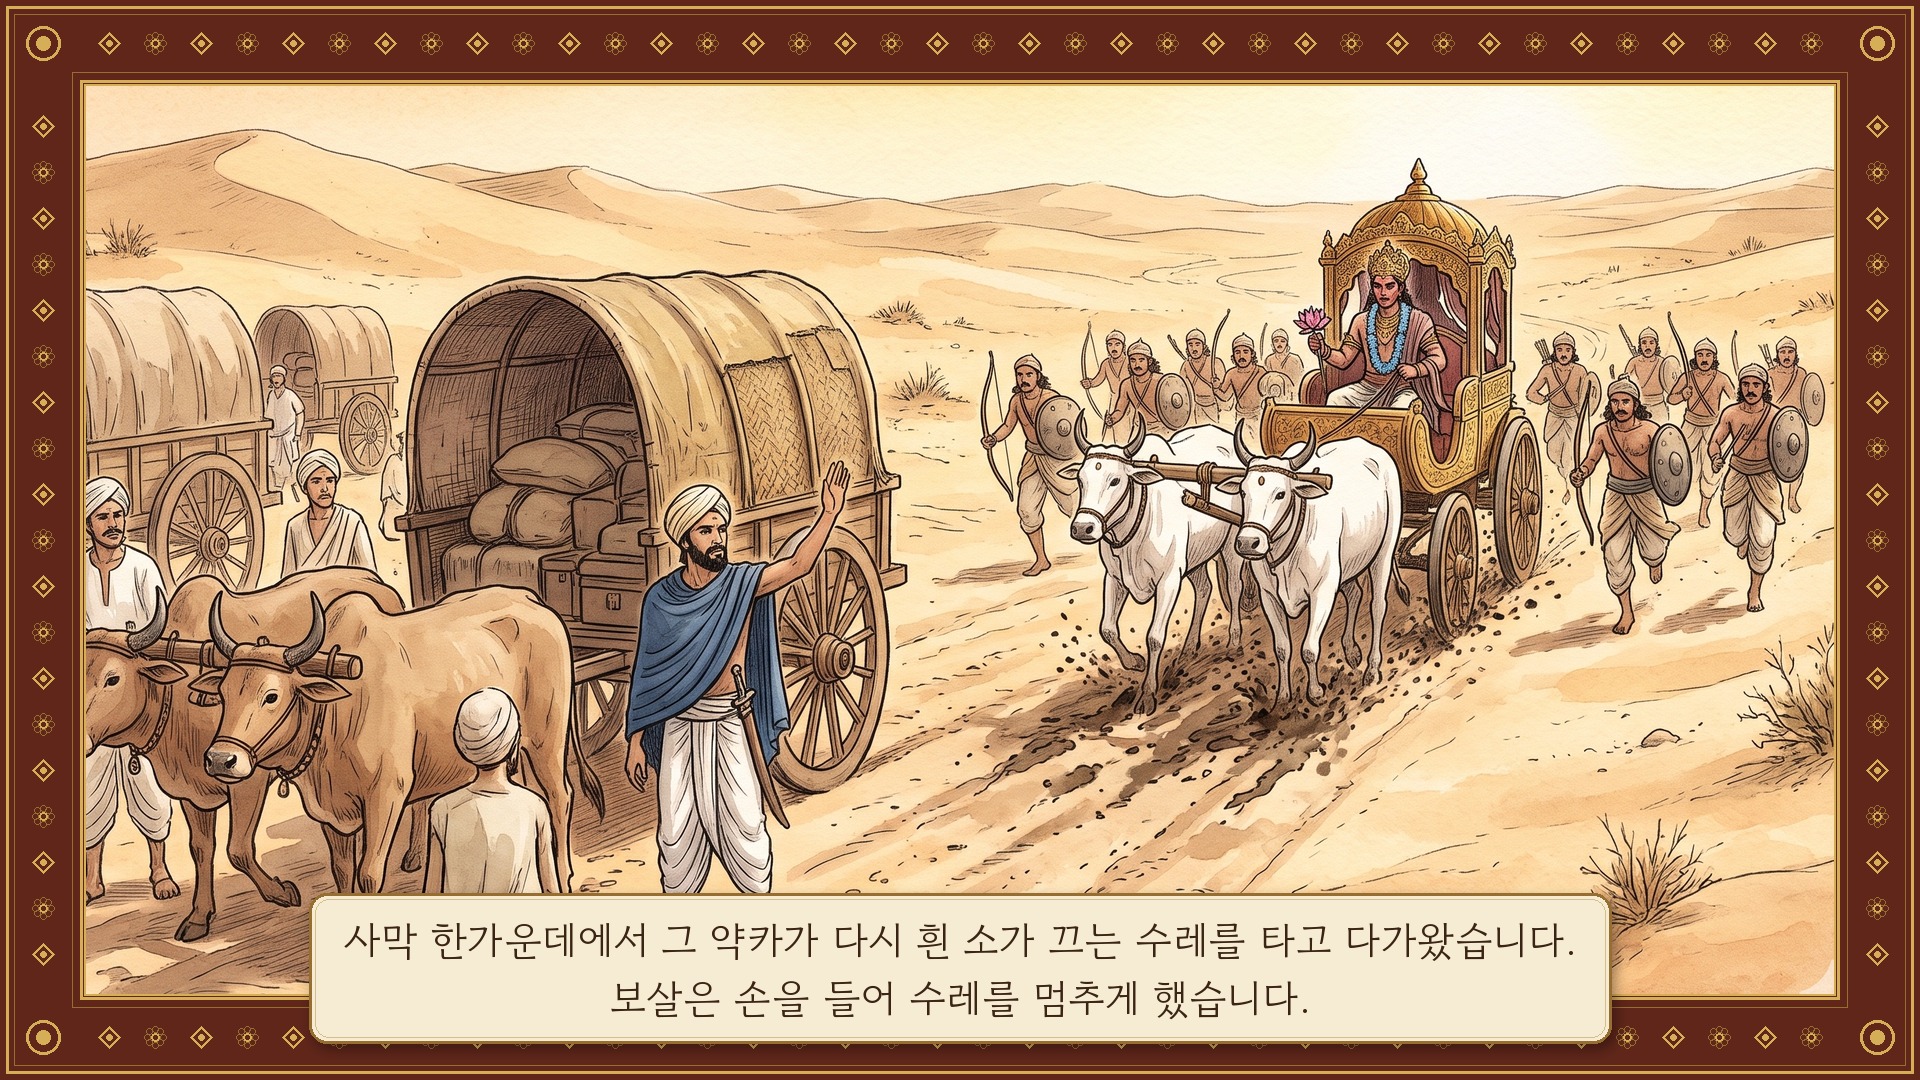 사막 한가운데에서 그 약카가 다시 흰 소가 끄는 수레를 타고 다가왔습니다.
보살은 손을 들어 수레를 멈추게 했습니다.